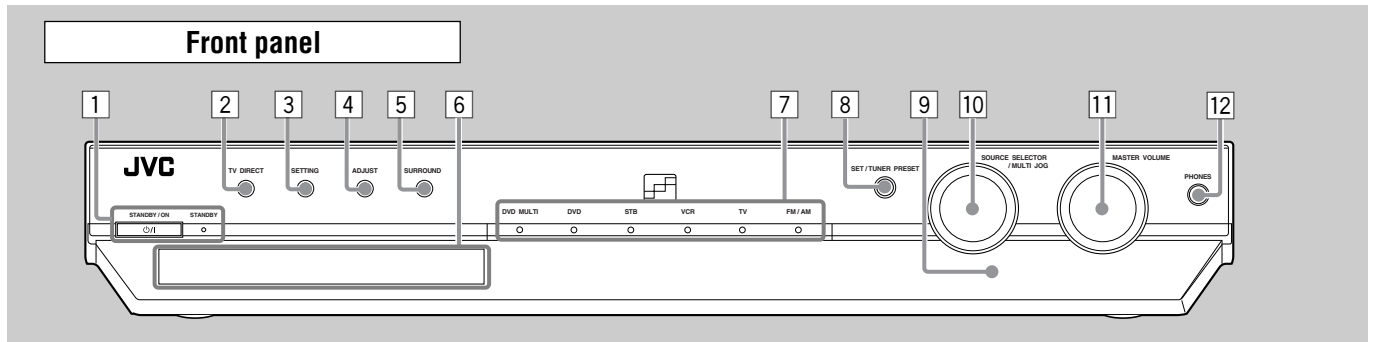 Front panel
1 2 3 4 5 6 7 8 9 10 11 12
JVC
TV DIRECT SETTING ADJUST SURROUND
SET / TUNER PRESET
SOURCE SELECTOR
/ MULTI JOG
MASTER VOLUME
PHONES
STANDBY / ON STANDBY
⏻/I
DVD MULTI DVD STB VCR TV FM / AM